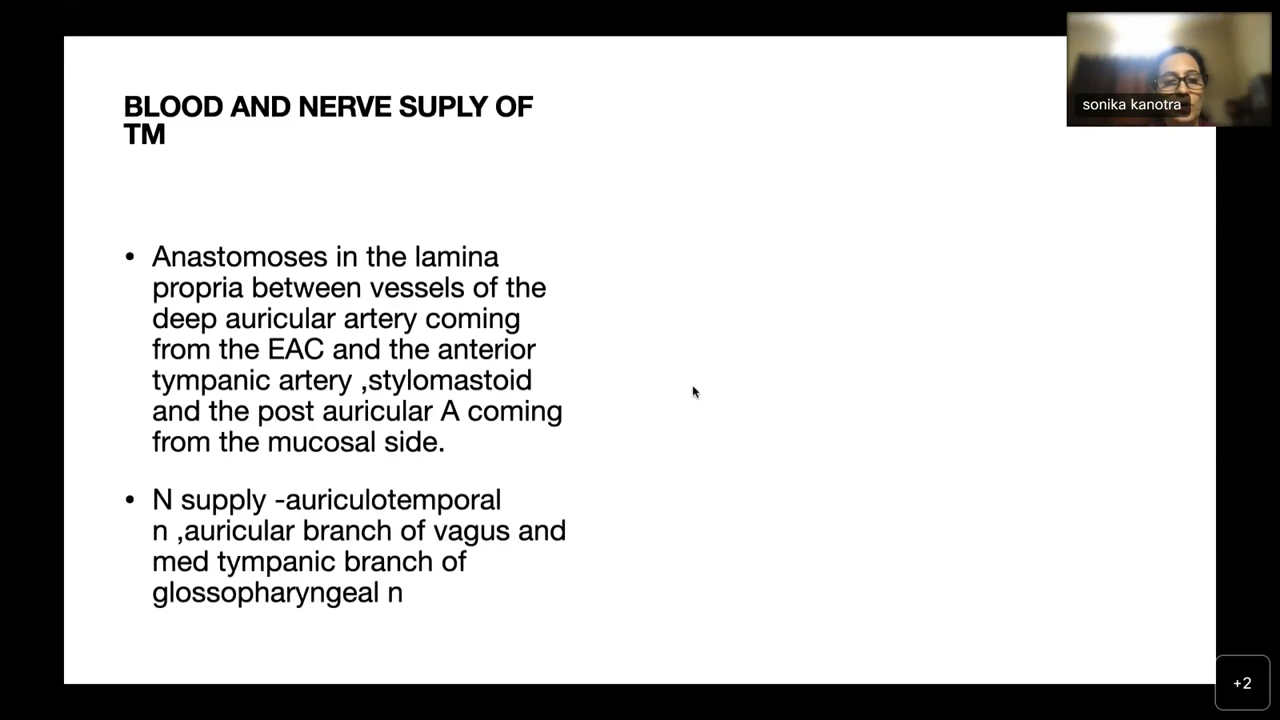 BLOOD AND NERVE SUPLY OF
TM
sonika kanotra
• Anastomoses in the lamina
propria between vessels of the
deep auricular artery coming
from the EAC and the anterior
tympanic artery ,stylomastoid
and the post auricular A coming
from the mucosal side.
• N supply -auriculotemporal
n ,auricular branch of vagus and
med tympanic branch of
glossopharyngeal n
+2